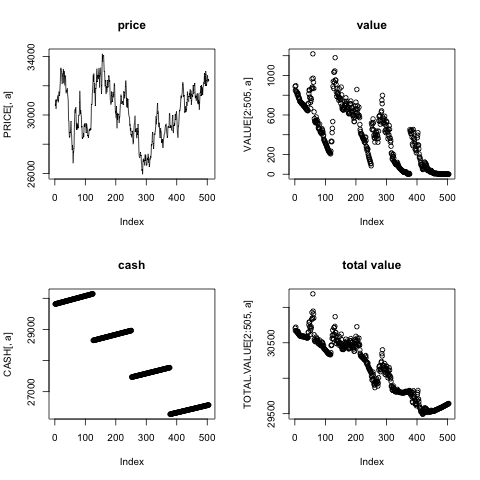 price
PRICE[, a]
26000 30000 34000
0 100 200 300 400 500
Index
value
VALUE[2:505, a]
0 200 400 600 1000
0 100 200 300 400 500
Index
cash
CASH[, a]
27000 29000
0 100 200 300 400 500
Index
total value
TOTAL.VALUE[2:505, a]
29500 30500
0 100 200 300 400 500
Index